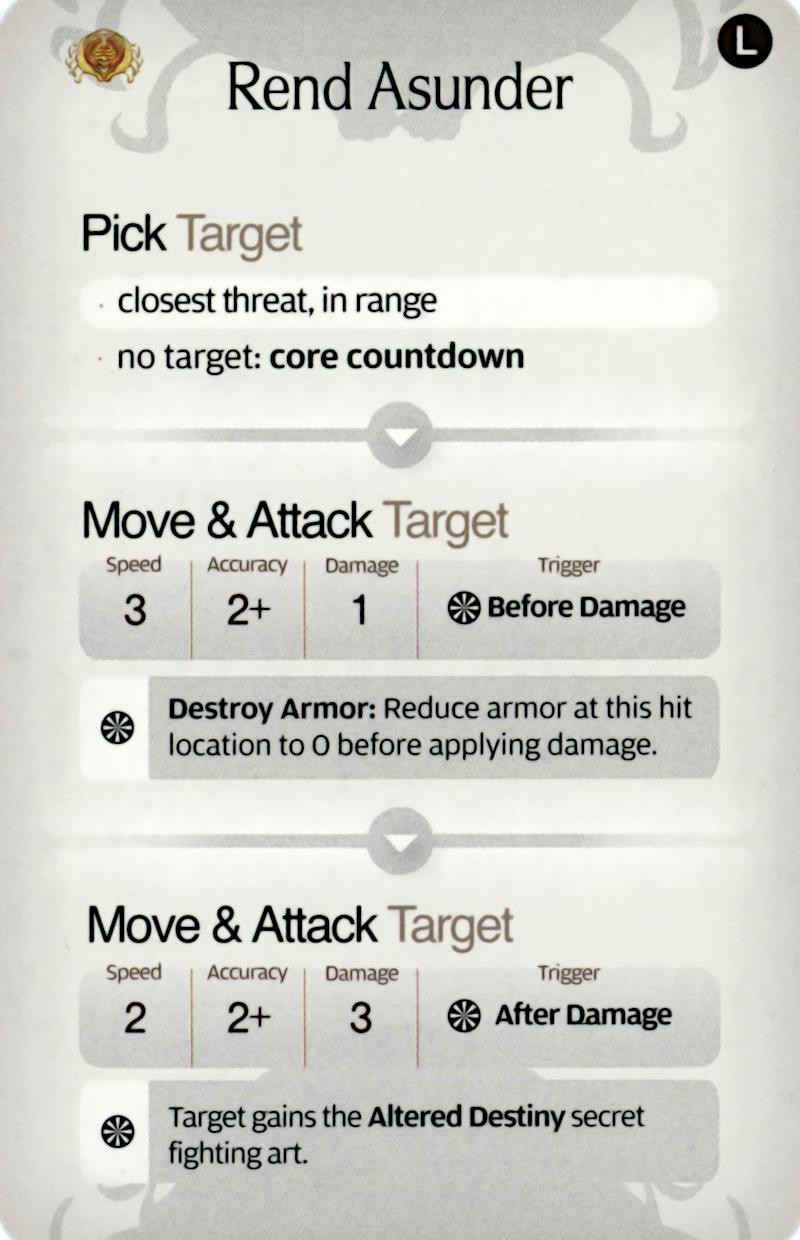 L
Rend Asunder
Pick Target
· closest threat, in range
· no target: core countdown
Move & Attack Target
Speed Accuracy Damage Trigger
3 2+ 1 Before Damage
Destroy Armor: Reduce armor at this hit
location to 0 before applying damage.
Move & Attack Target
Speed Accuracy Damage Trigger
2 2+ 3 After Damage
Target gains the Altered Destiny secret
fighting art.